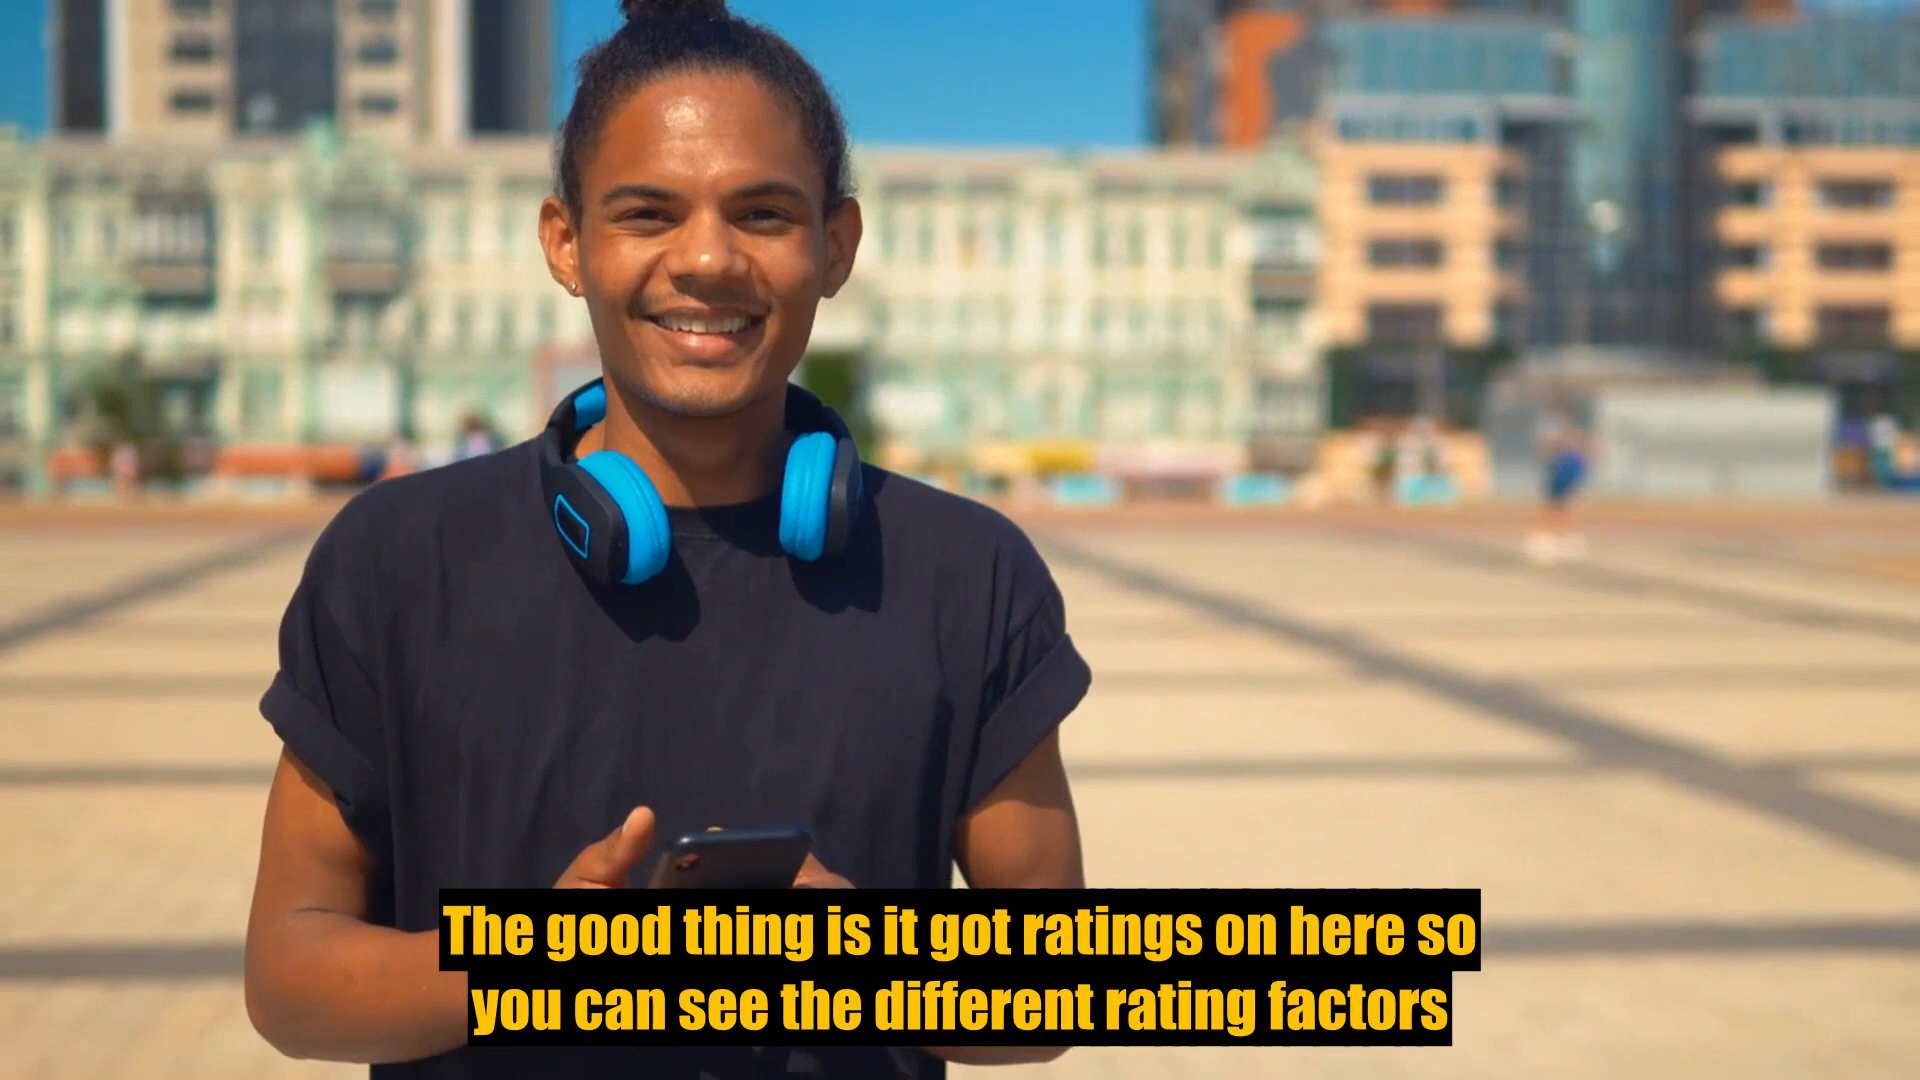 The good thing is it got ratings on here so
you can see the different rating factors